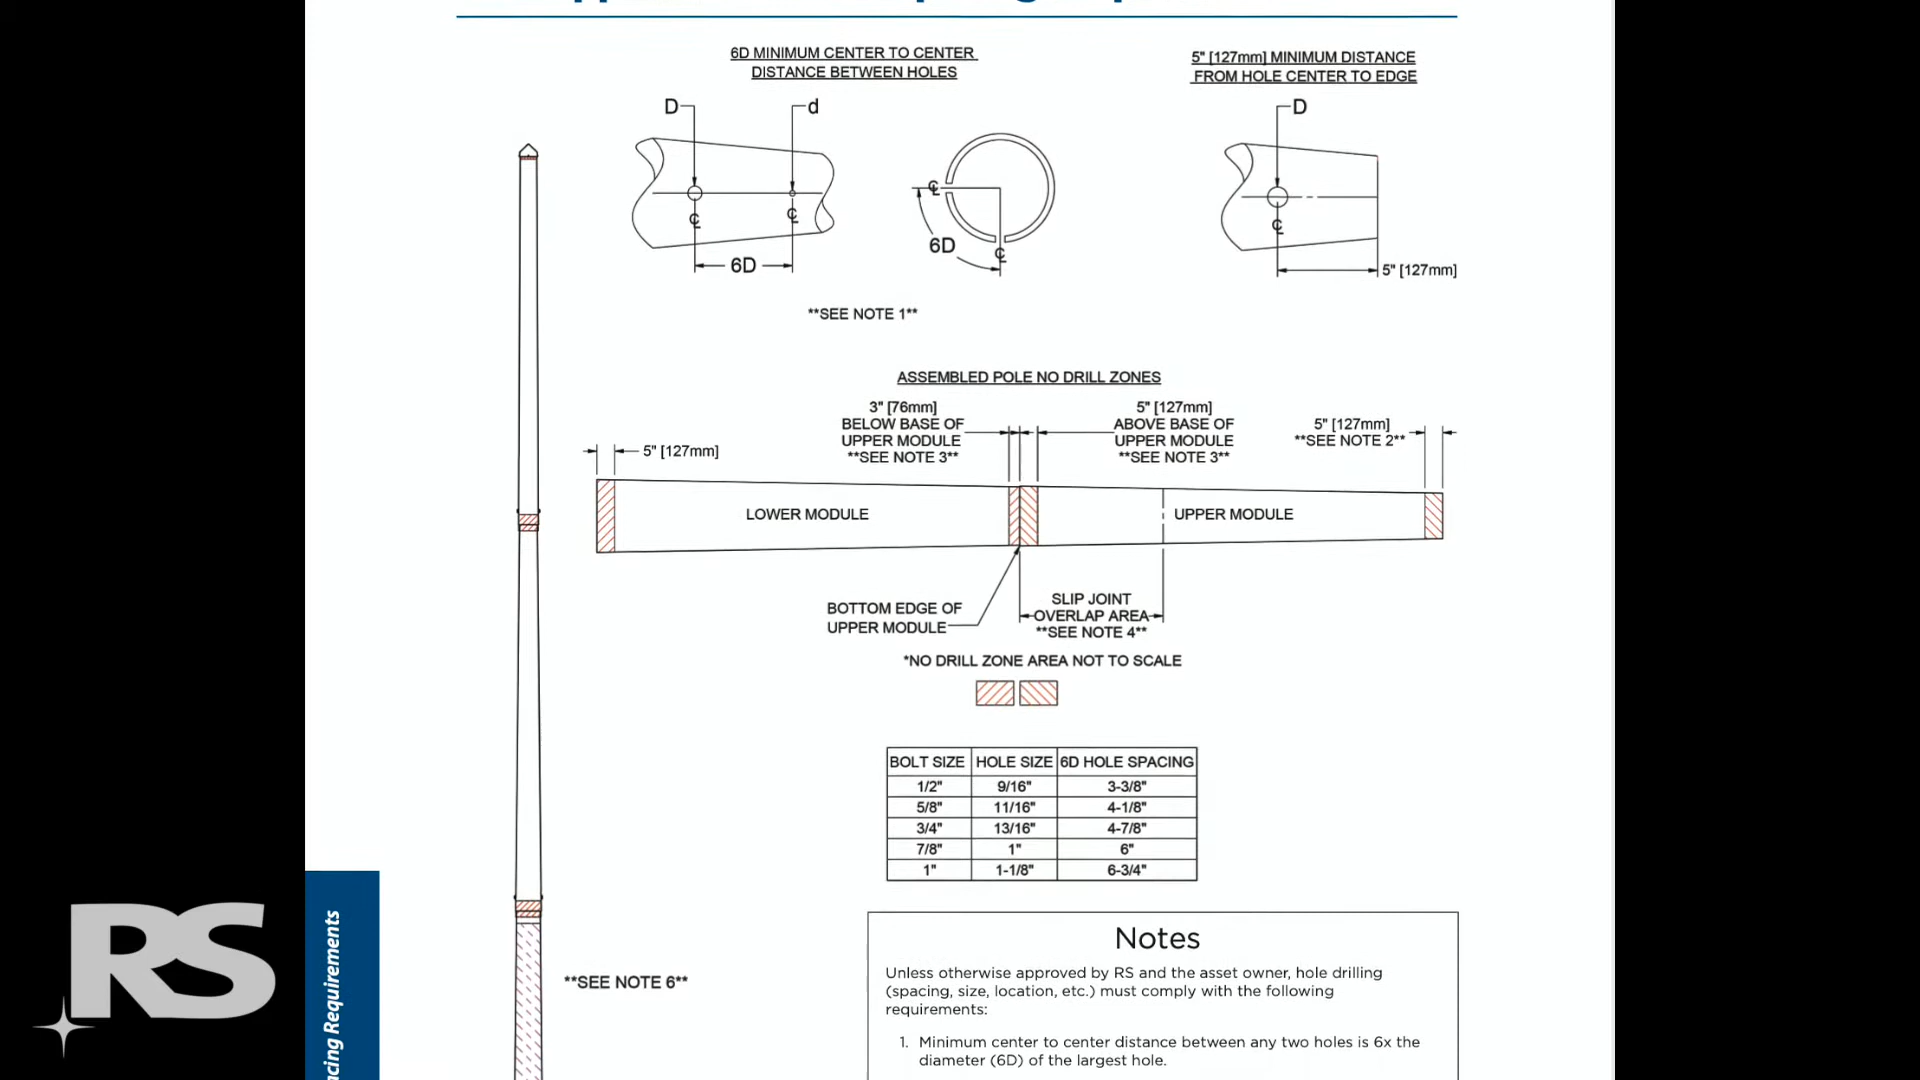 6D MINIMUM CENTER TO CENTER
DISTANCE BETWEEN HOLES
5" [127mm] MINIMUM DISTANCE
FROM HOLE CENTER TO EDGE
D
d
D
℄
℄
℄
℄
℄
6D
6D
5" [127mm]
**SEE NOTE 1**
ASSEMBLED POLE NO DRILL ZONES
3" [76mm]
BELOW BASE OF
UPPER MODULE
**SEE NOTE 3**
5" [127mm]
ABOVE BASE OF
UPPER MODULE
**SEE NOTE 3**
5" [127mm]
**SEE NOTE 2**
5" [127mm]
LOWER MODULE
UPPER MODULE
BOTTOM EDGE OF
UPPER MODULE
SLIP JOINT
OVERLAP AREA
**SEE NOTE 4**
*NO DRILL ZONE AREA NOT TO SCALE
BOLT SIZE HOLE SIZE 6D HOLE SPACING
1/2" 9/16" 3-3/8"
5/8" 11/16" 4-1/8"
3/4" 13/16" 4-7/8"
7/8" 1" 6"
1" 1-1/8" 6-3/4"
**SEE NOTE 6**
Notes
Unless otherwise approved by RS and the asset owner, hole drilling
(spacing, size, location, etc.) must comply with the following
requirements:
1. Minimum center to center distance between any two holes is 6x the
diameter (6D) of the largest hole.
Requirements
RS